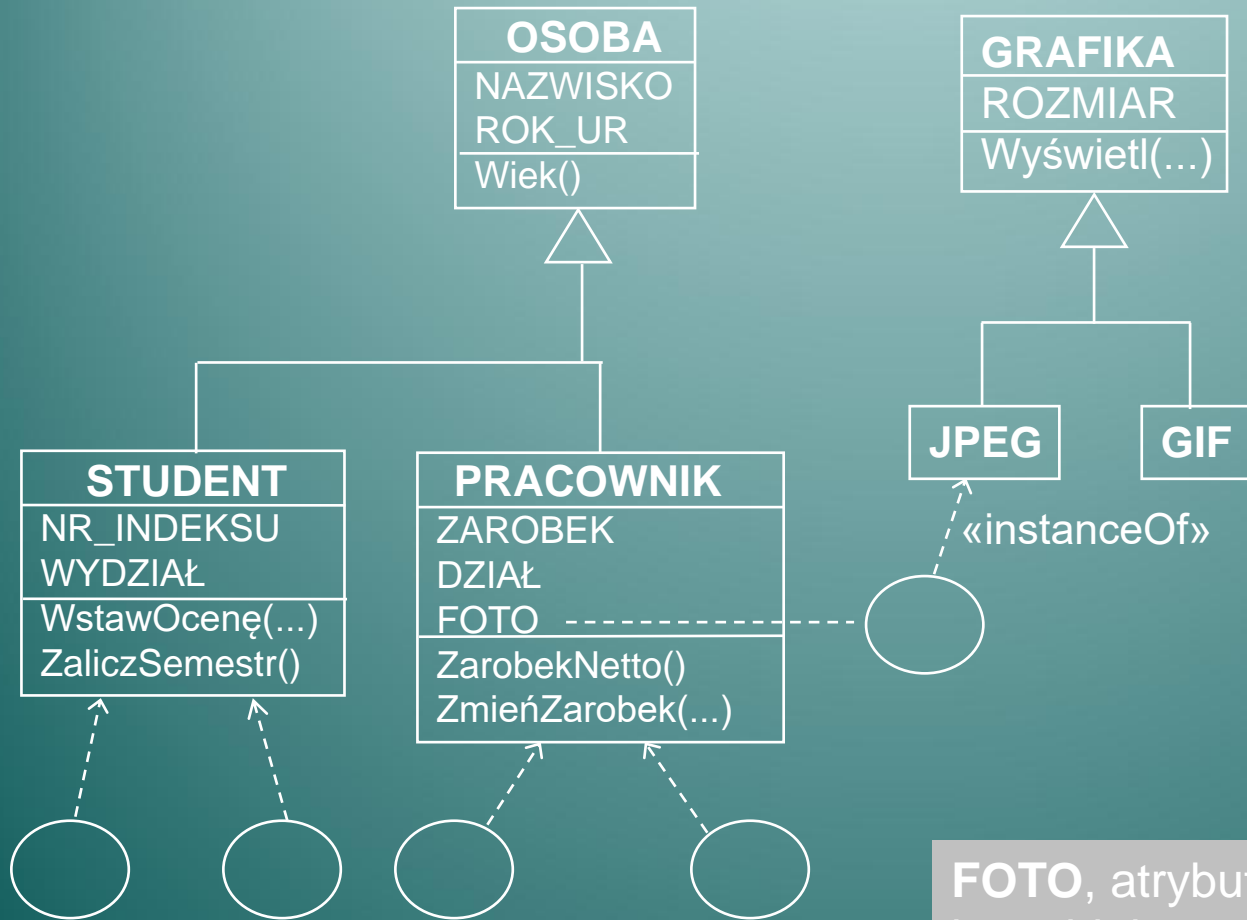 OSOBA
NAZWISKO
ROK_UR
Wiek()
GRAFIKA
ROZMIAR
Wyświetl(...)
STUDENT
NR_INDEKSU
WYDZIAŁ
WstawOcenę(...)
ZaliczSemestr()
PRACOWNIK
ZAROBEK
DZIAŁ
FOTO
ZarobekNetto()
ZmieńZarobek(...)
JPEG
GIF
«instanceOf»
FOTO, atrybut